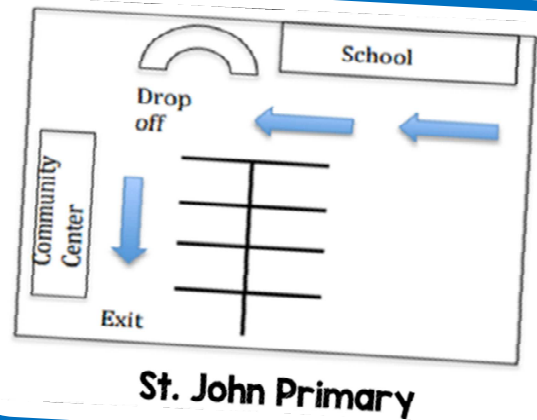 School
Drop
off
Community
Center
Exit
St. John Primary